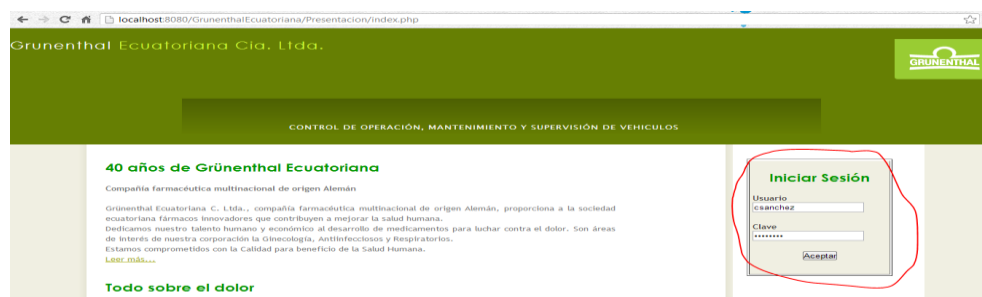 localhost:8080/GrunenthalEcuatoriana/Presentacion/index.php
Grunenthal Ecuatoriana Cia. Ltda.
GRUNENTHAL
CONTROL DE OPERACIÓN, MANTENIMIENTO Y SUPERVISIÓN DE VEHICULOS
40 años de Grünenthal Ecuatoriana
Compañía farmacéutica multinacional de origen Alemán
Grünenthal Ecuatoriana C. Ltda., compañía farmacéutica multinacional de origen Alemán, proporciona a la sociedad
ecuatoriana fármacos innovadores que contribuyen a mejorar la salud humana.
Dedicamos nuestro talento humano y económico al desarrollo de medicamentos para luchar contra el dolor. Son áreas
de interés de nuestra corporación la Ginecología, Antiinfecciosos y Respiratorios.
Estamos comprometidos con la Calidad para beneficio de la Salud Humana.
Leer más...
Todo sobre el dolor
Iniciar Sesión
Usuario
csanchez
Clave
••••••••
Aceptar